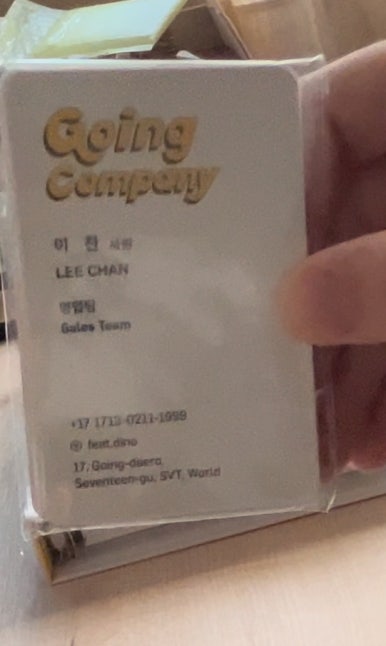 Going
Company
이 찬 사원
LEE CHAN
영업팀
Sales Team
+17 1713-0211-1999
feat.dino
17, Going-daero,
Seventeen-gu, SVT, World